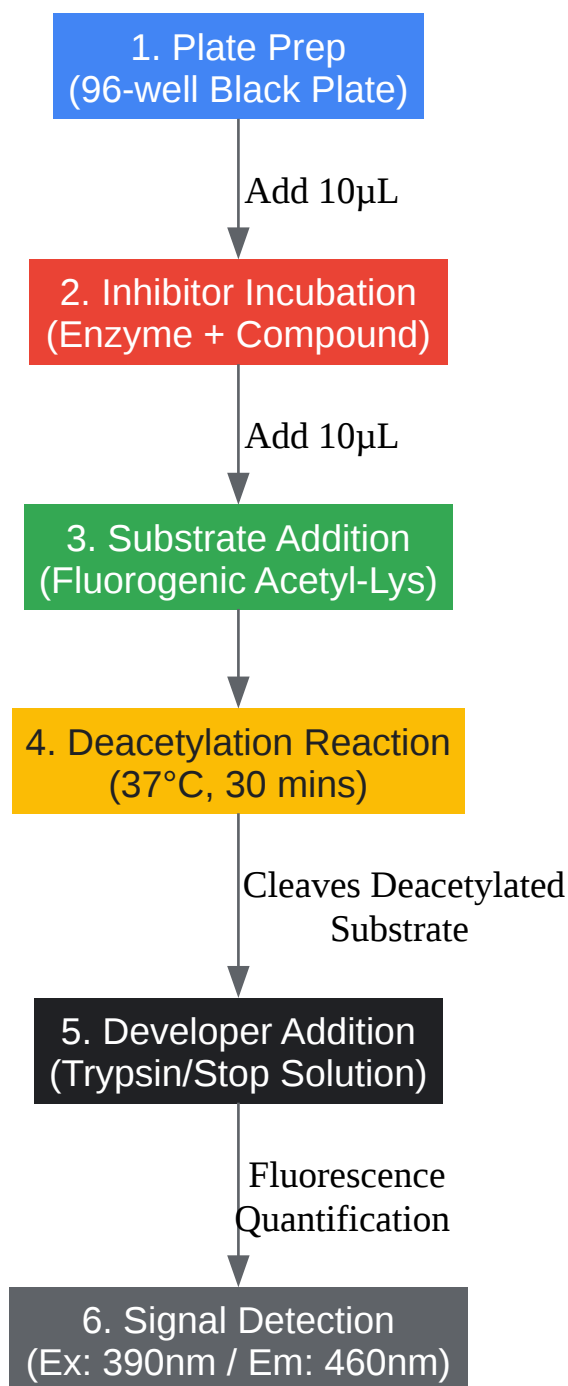 1. Plate Prep
(96-well Black Plate)
Add 10µL
2. Inhibitor Incubation
(Enzyme + Compound)
Add 10µL
3. Substrate Addition
(Fluorogenic Acetyl-Lys)
4. Deacetylation Reaction
(37°C, 30 mins)
Cleaves Deacetylated
Substrate
5. Developer Addition
(Trypsin/Stop Solution)
Fluorescence
Quantification
6. Signal Detection
(Ex: 390nm / Em: 460nm)